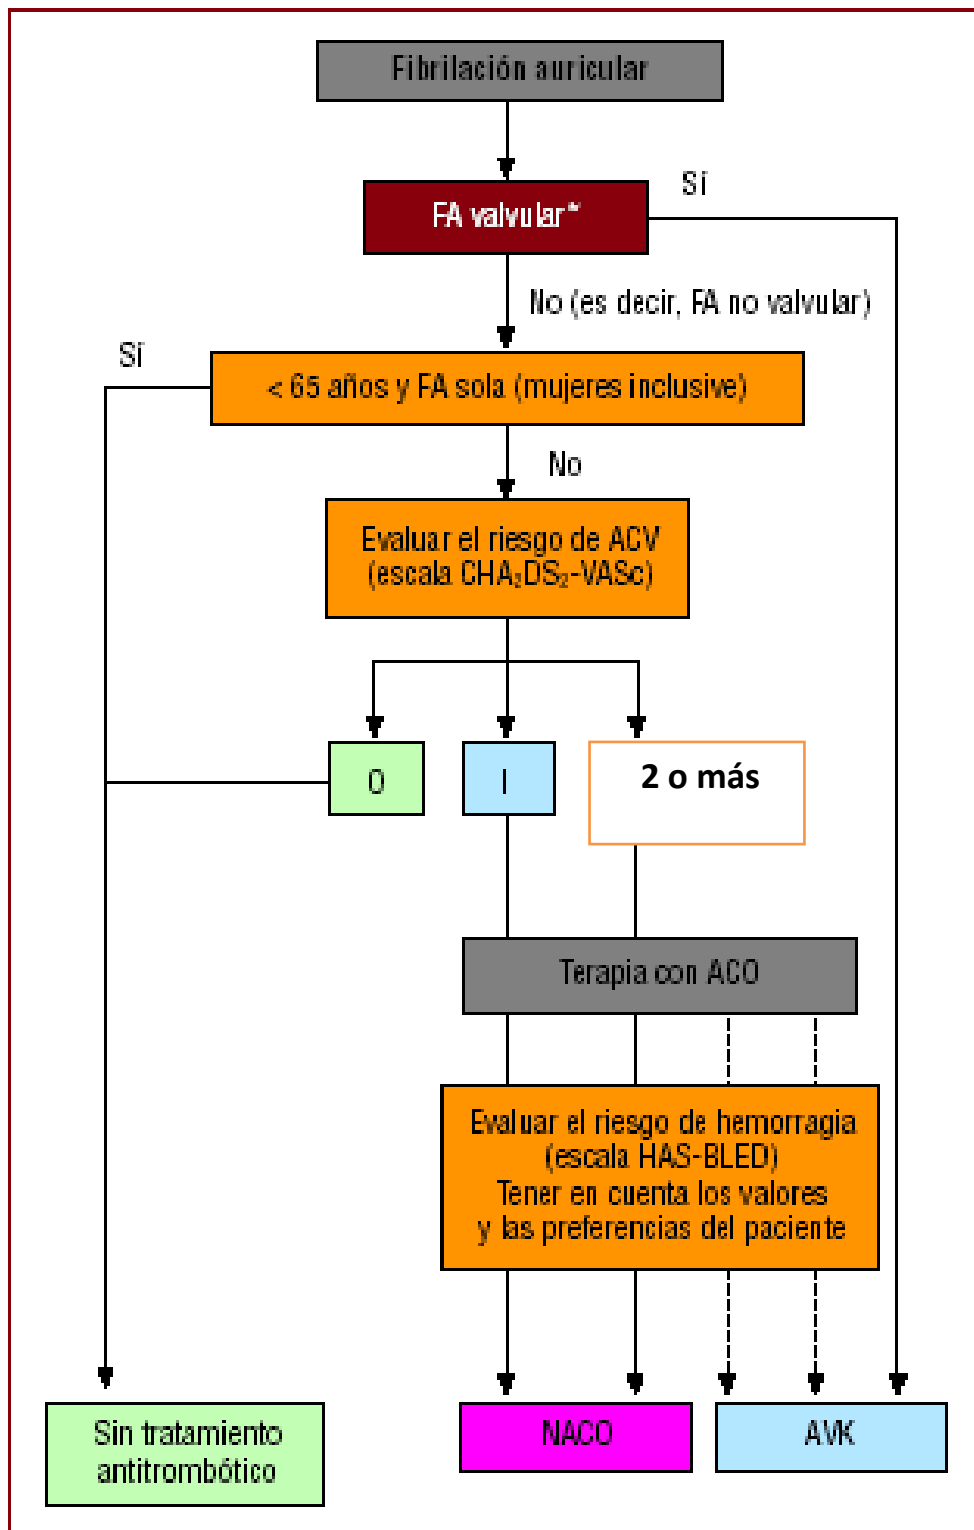 Fibrilación auricular
Sí
FA valvular*
No (es decir, FA no valvular)
Sí
< 65 años y FA sola (mujeres inclusive)
No
Evaluar el riesgo de ACV
(escala CHA₂DS₂-VASc)
0
I
2 o más
Terapia con ACO
Evaluar el riesgo de hemorragia
(escala HAS-BLED)
Tener en cuenta los valores
y las preferencias del paciente
Sin tratamiento
antitrombótico
NACO
AVK